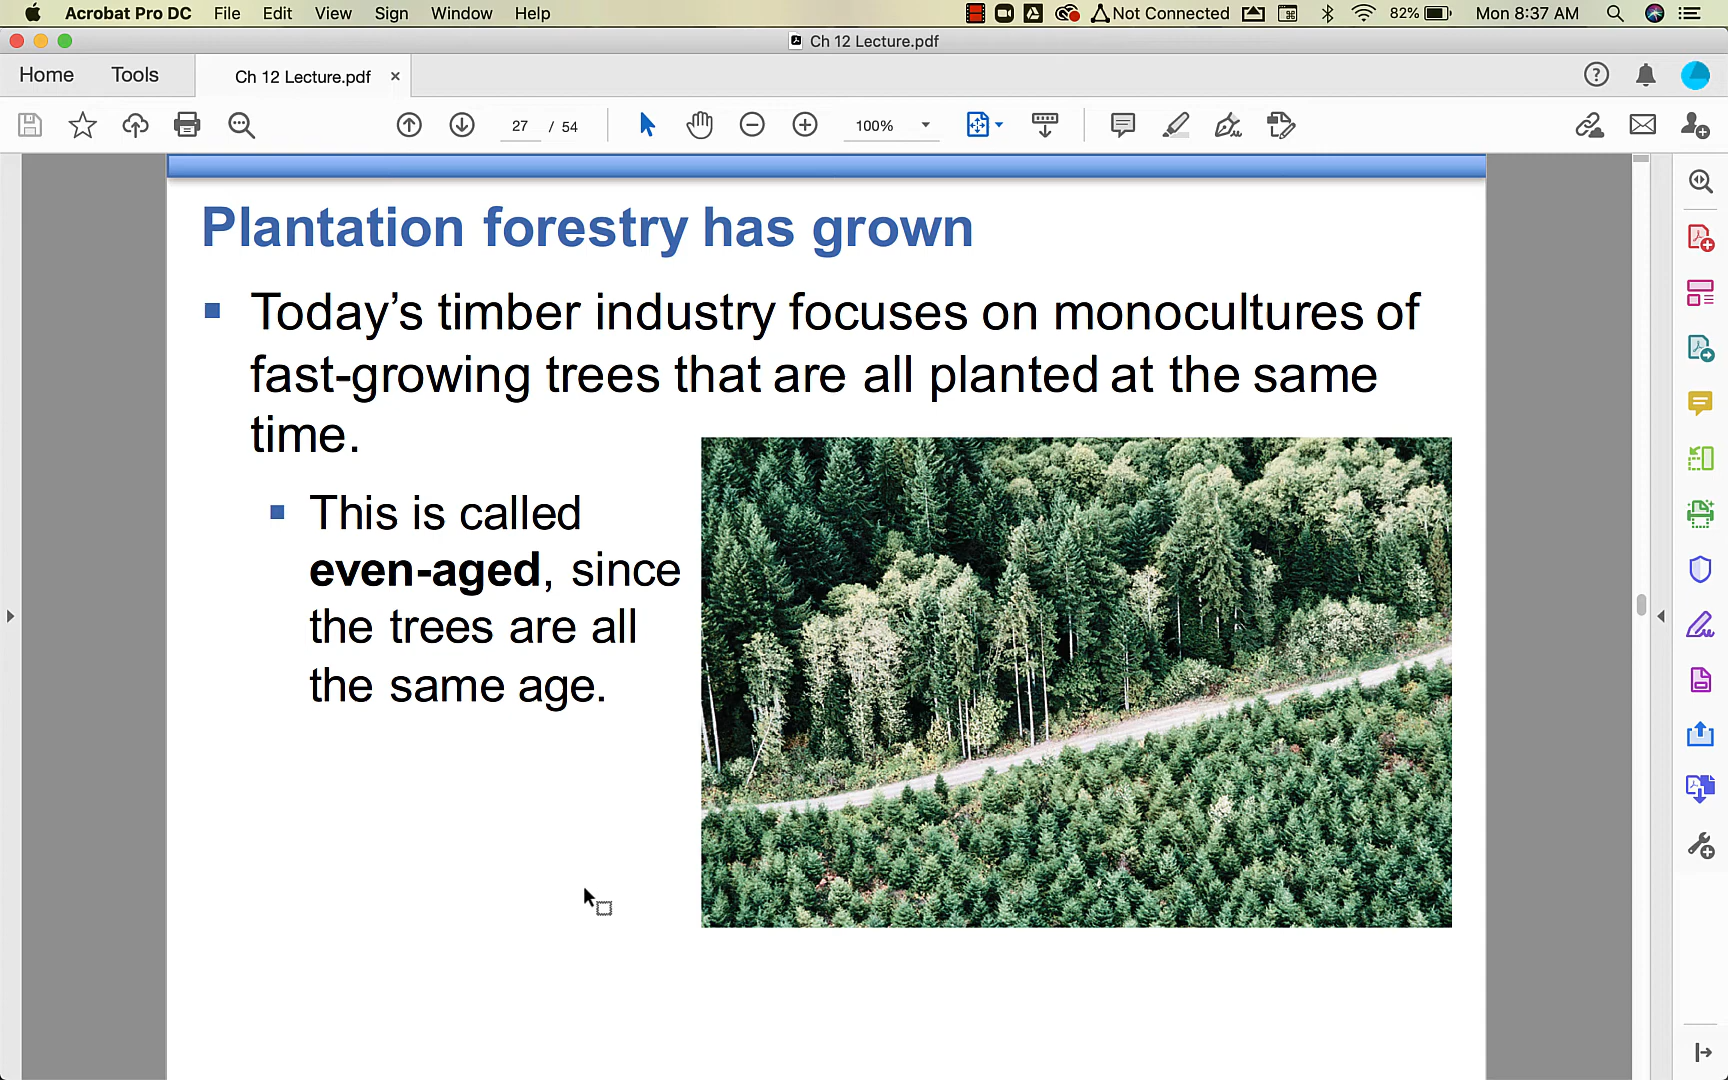 Acrobat Pro DC File Edit View Sign Window Help Not Connected 82% Mon 8:37 AM
Ch 12 Lecture.pdf
Home Tools Ch 12 Lecture.pdf ×
27 / 54 100%
Plantation forestry has grown
Today’s timber industry focuses on monocultures of
fast-growing trees that are all planted at the same
time.
This is called
even-aged, since
the trees are all
the same age.